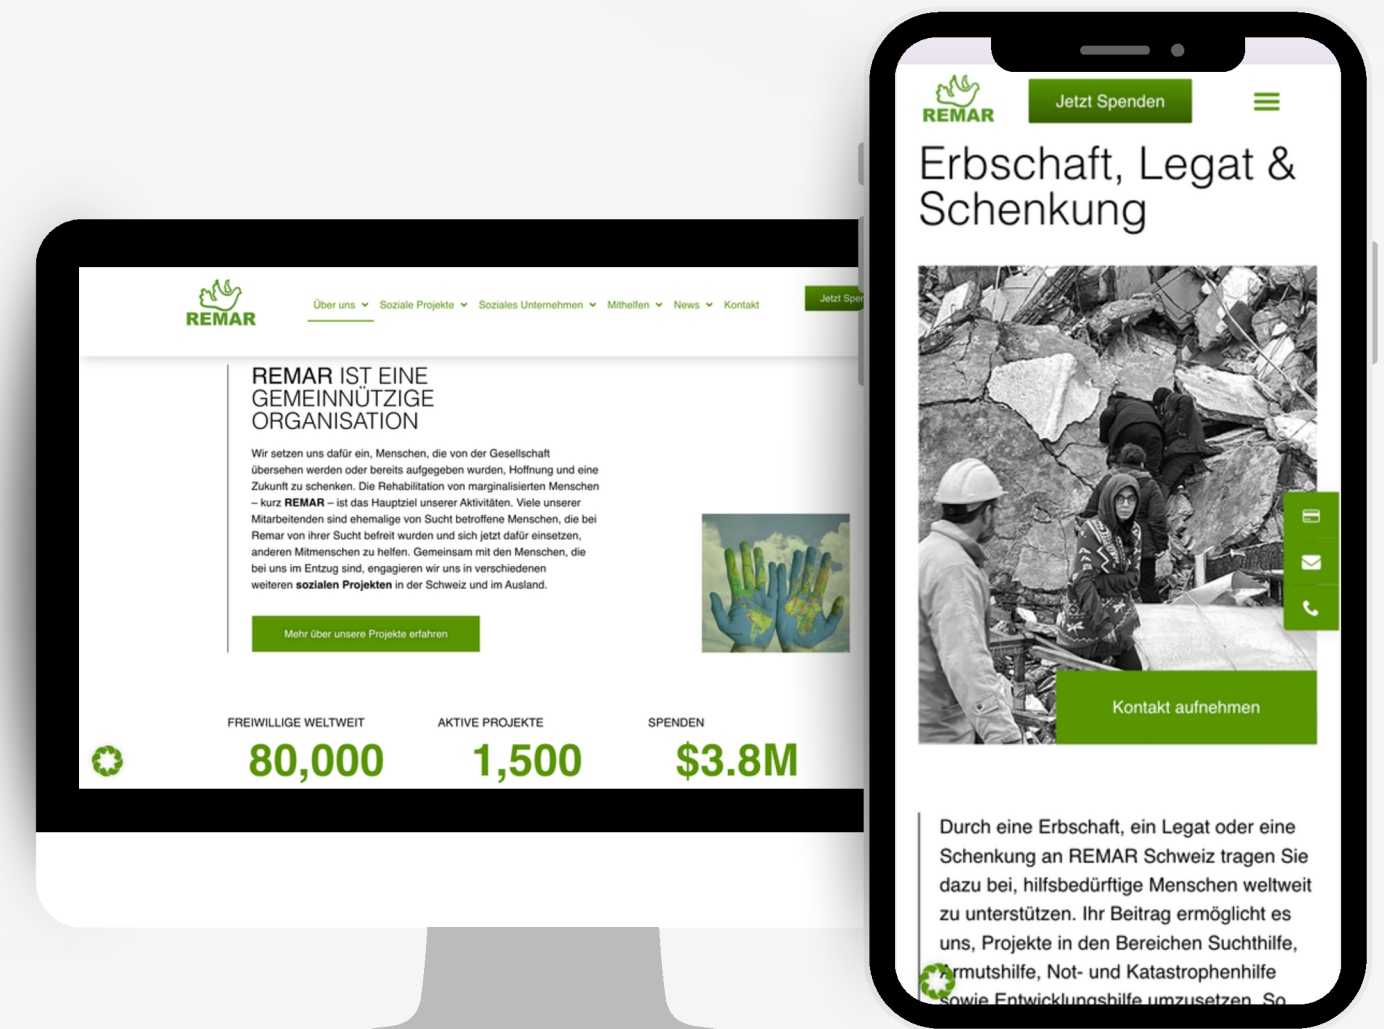 REMAR
Über uns
Soziale Projekte
Soziales Unternehmen
Mithelfen
News
Kontakt
Jetzt
REMAR IST EINE
GEMEINNÜTZIGE
ORGANISATION
Wir setzen uns dafür ein, Menschen, die von der Gesellschaft
übersehen werden oder bereits aufgegeben wurden, Hoffnung und eine
Zukunft zu schenken. Die Rehabilitation von marginalisierten Menschen
– kurz REMAR – ist das Hauptziel unserer Aktivitäten. Viele unserer
Mitarbeitenden sind ehemalige von Sucht betroffene Menschen, die bei
Remar von ihrer Sucht befreit wurden und sich jetzt dafür einsetzen,
anderen Mitmenschen zu helfen. Gemeinsam mit den Menschen, die
bei uns im Entzug sind, engagieren wir uns in verschiedenen
weiteren sozialen Projekten in der Schweiz und im Ausland.
Mehr über unsere Projekte erfahren
FREIWILLIGE WELTWEIT
80,000
AKTIVE PROJEKTE
1,500
SPENDEN
$3.8M
REMAR
Jetzt Spenden
Erbschaft, Legat &
Schenkung
Kontakt aufnehmen
Durch eine Erbschaft, ein Legat oder eine
Schenkung an REMAR Schweiz tragen Sie
dazu bei, hilfsbedürftige Menschen weltweit
zu unterstützen. Ihr Beitrag ermöglicht es
uns, Projekte in den Bereichen Suchthilfe,
Armutshilfe, Not- und Katastrophenhilfe
sowie Entwicklungshilfe umzusetzen. So